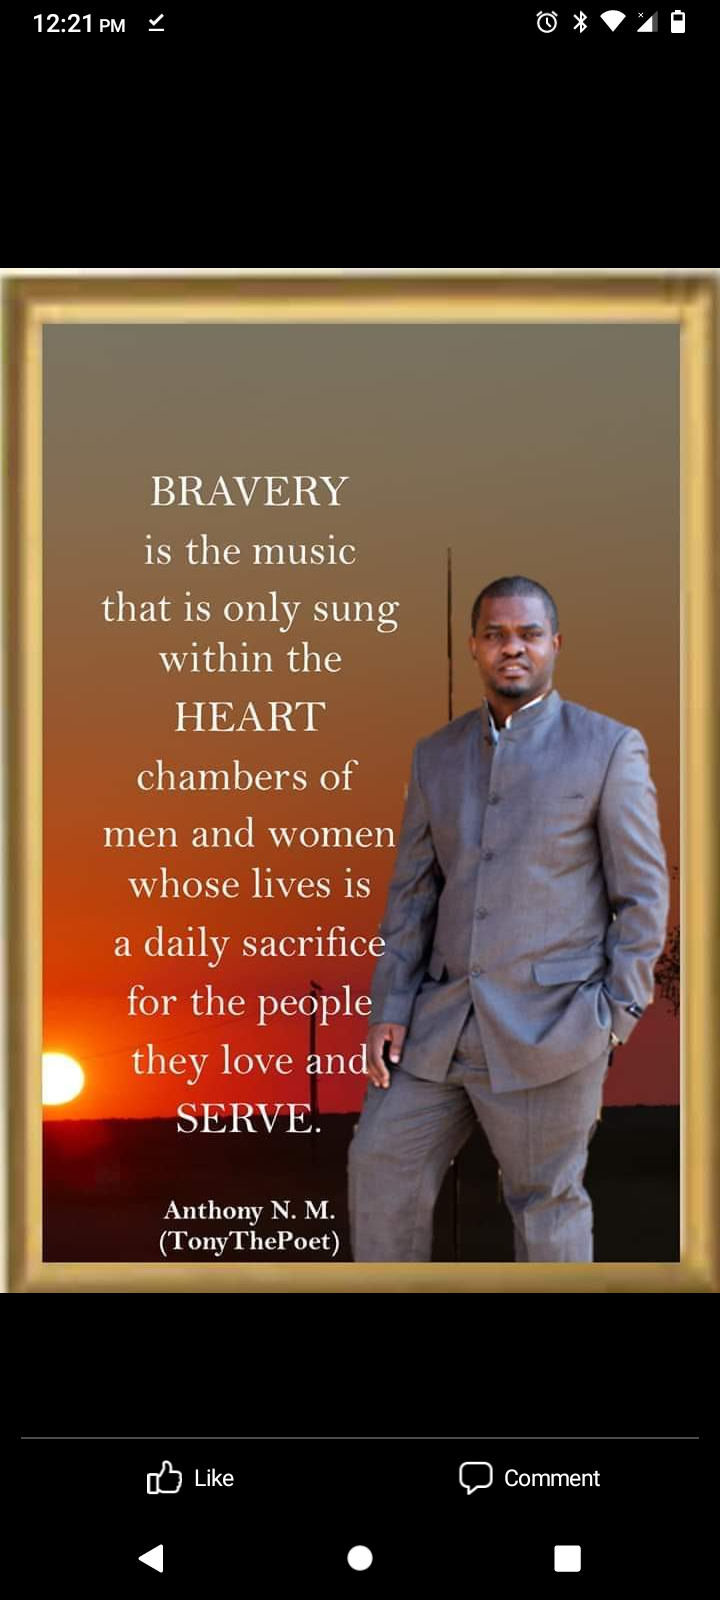 12:21 PM
BRAVERY
is the music
that is only sung
within the
HEART
chambers of
men and women
whose lives is
a daily sacrifice
for the people
they love and
SERVE.
Anthony N. M.
(TonyThePoet)
Like
Comment